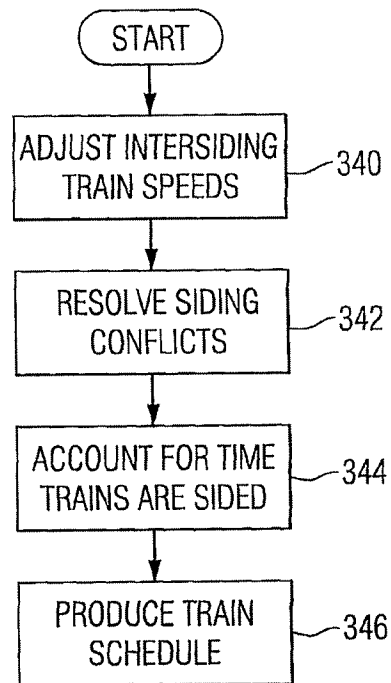 START
ADJUST INTERSIDING
TRAIN SPEEDS
340
RESOLVE SIDING
CONFLICTS
342
ACCOUNT FOR TIME
TRAINS ARE SIDED
344
PRODUCE TRAIN
SCHEDULE
346